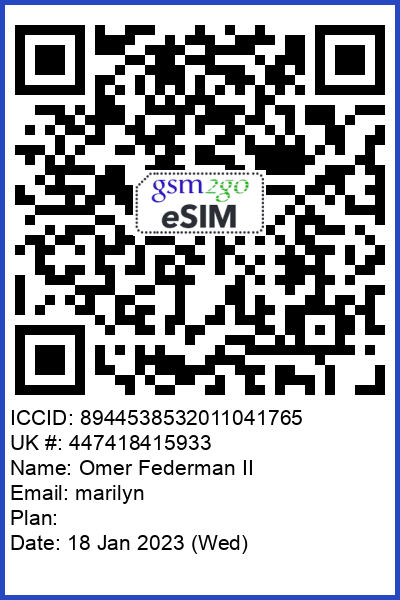 gsm2go
eSIM
ICCID: 8944538532011041765
UK #: 447418415933
Name: Omer Federman II
Email: marilyn
Plan:
Date: 18 Jan 2023 (Wed)